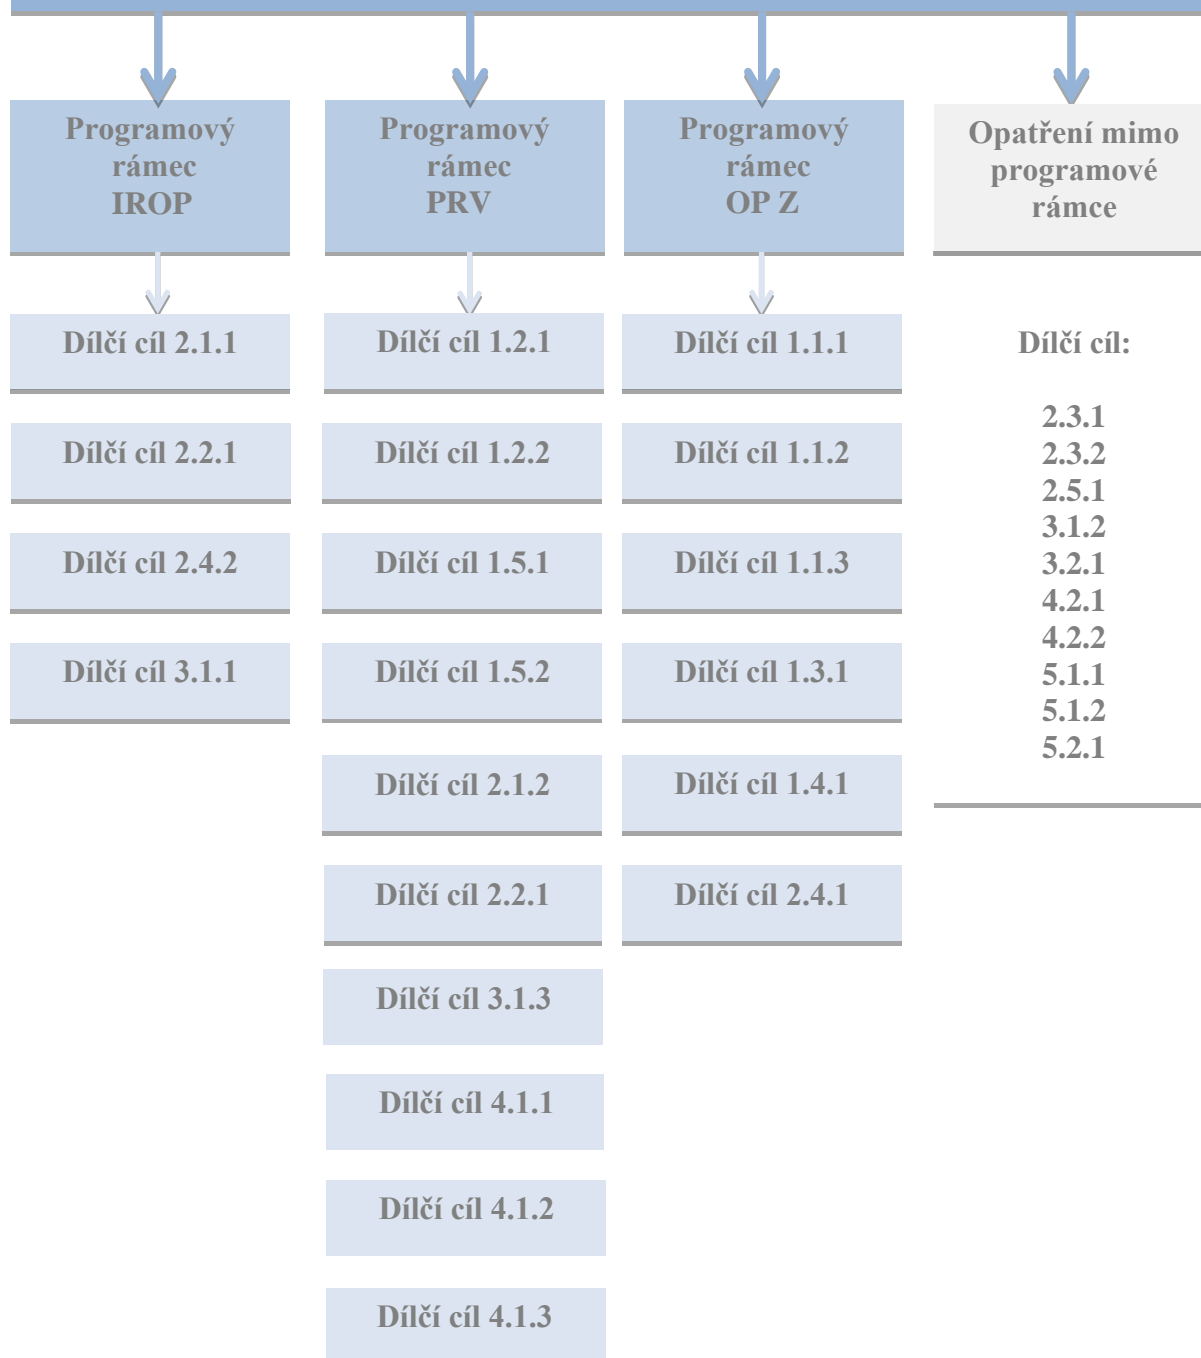 Programový
rámec
IROP
Programový
rámec
PRV
Programový
rámec
OP Z
Opatření mimo
programové
rámce
Dílčí cíl 2.1.1
Dílčí cíl 2.2.1
Dílčí cíl 2.4.2
Dílčí cíl 3.1.1
Dílčí cíl 1.2.1
Dílčí cíl 1.2.2
Dílčí cíl 1.5.1
Dílčí cíl 1.5.2
Dílčí cíl 2.1.2
Dílčí cíl 2.2.1
Dílčí cíl 3.1.3
Dílčí cíl 4.1.1
Dílčí cíl 4.1.2
Dílčí cíl 4.1.3
Dílčí cíl 1.1.1
Dílčí cíl 1.1.2
Dílčí cíl 1.1.3
Dílčí cíl 1.3.1
Dílčí cíl 1.4.1
Dílčí cíl 2.4.1
Dílčí cíl:
2.3.1
2.3.2
2.5.1
3.1.2
3.2.1
4.2.1
4.2.2
5.1.1
5.1.2
5.2.1